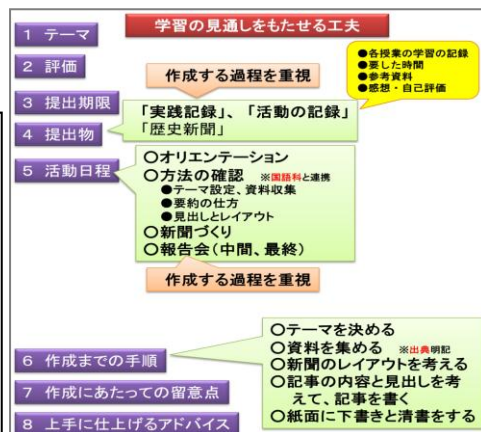 学習の見通しをもたせる工夫
1 テーマ
2 評価
3 提出期限
4 提出物
5 活動日程
作成する過程を重視
●各授業の学習の記録
●要した時間
●参考資料
●感想・自己評価
「実践記録」、「活動の記録」
「歴史新聞」
○オリエンテーション
○方法の確認 ※国語科と連携
●テーマ設定、資料収集
●要約の仕方
●見出しとレイアウト
○新聞づくり
○報告会(中間、最終)
作成する過程を重視
6 作成までの手順
7 作成にあたっての留意点
8 上手に仕上げるアドバイス
○テーマを決める
○資料を集める ※出典明記
○新聞のレイアウトを考える
○記事の内容と見出しを考
えて、記事を書く
○紙面に下書きと清書をする